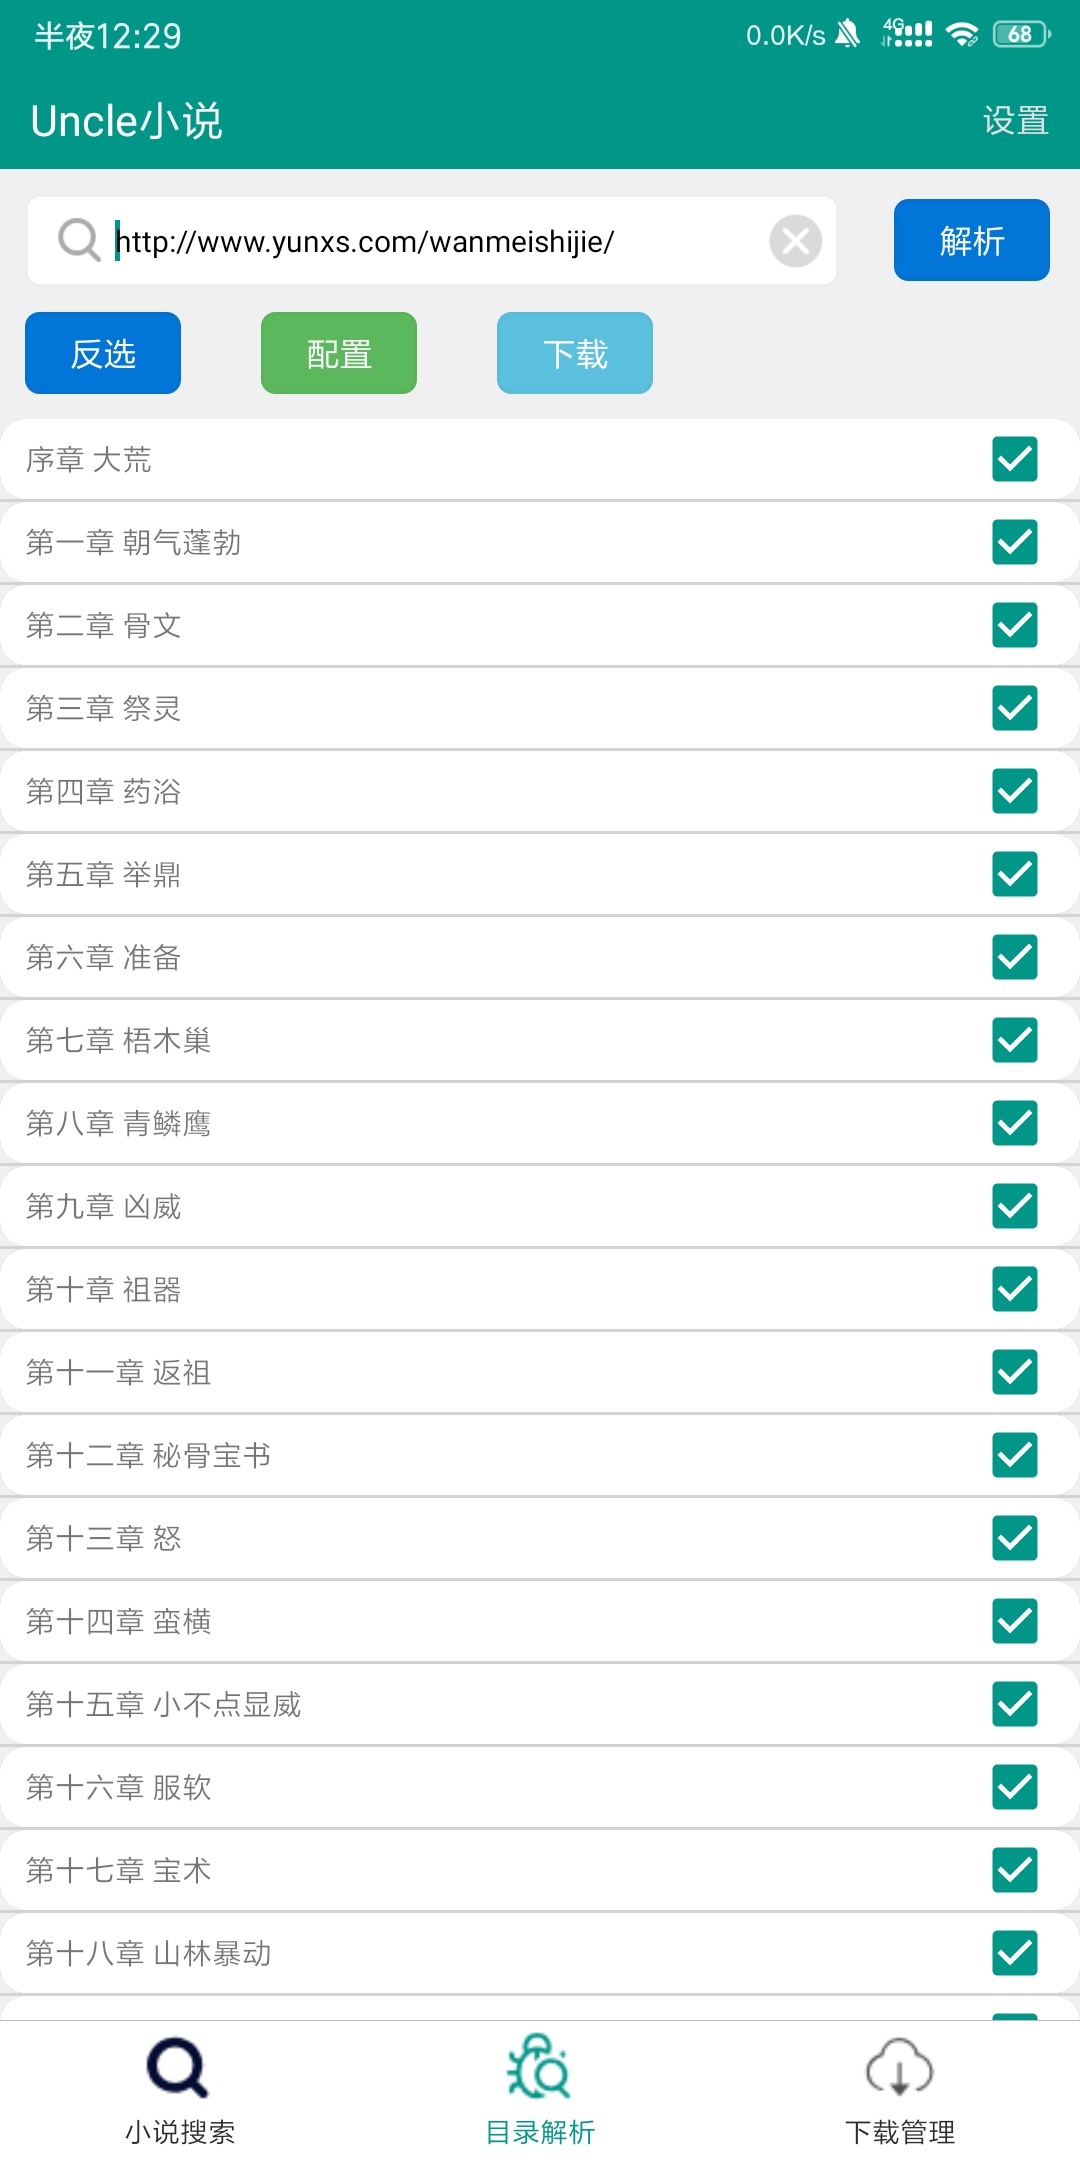 半夜12:29
0.0K/s 4G 68
Uncle小说
设置
http://www.yunxs.com/wanmeishijie/
解析
反选
配置
下载
序章 大荒
第一章 朝气蓬勃
第二章 骨文
第三章 祭灵
第四章 药浴
第五章 举鼎
第六章 准备
第七章 梧木巢
第八章 青鳞鹰
第九章 凶威
第十章 祖器
第十一章 返祖
第十二章 秘骨宝书
第十三章 怒
第十四章 蛮横
第十五章 小不点显威
第十六章 服软
第十七章 宝术
第十八章 山林暴动
小说搜索
目录解析
下载管理